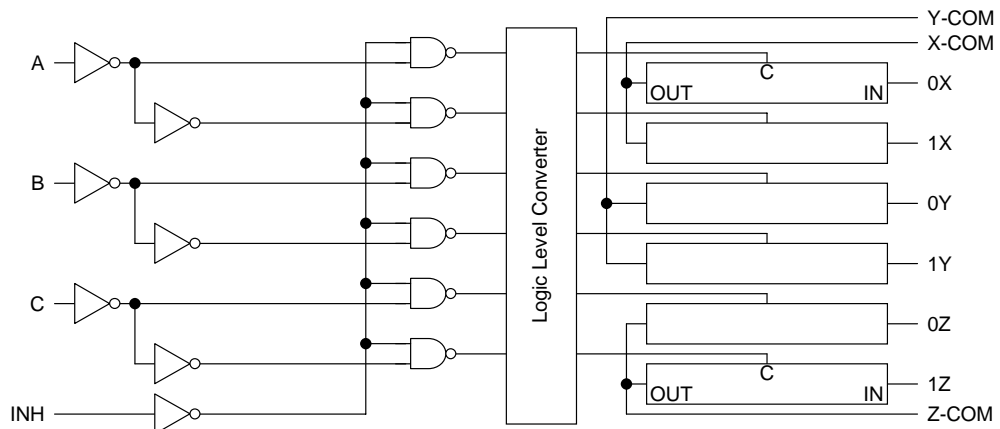 Y-COM
X-COM
A
C
0X
OUT
IN
1X
B
0Y
Logic Level Converter
1Y
C
0Z
C
1Z
OUT
IN
INH
Z-COM